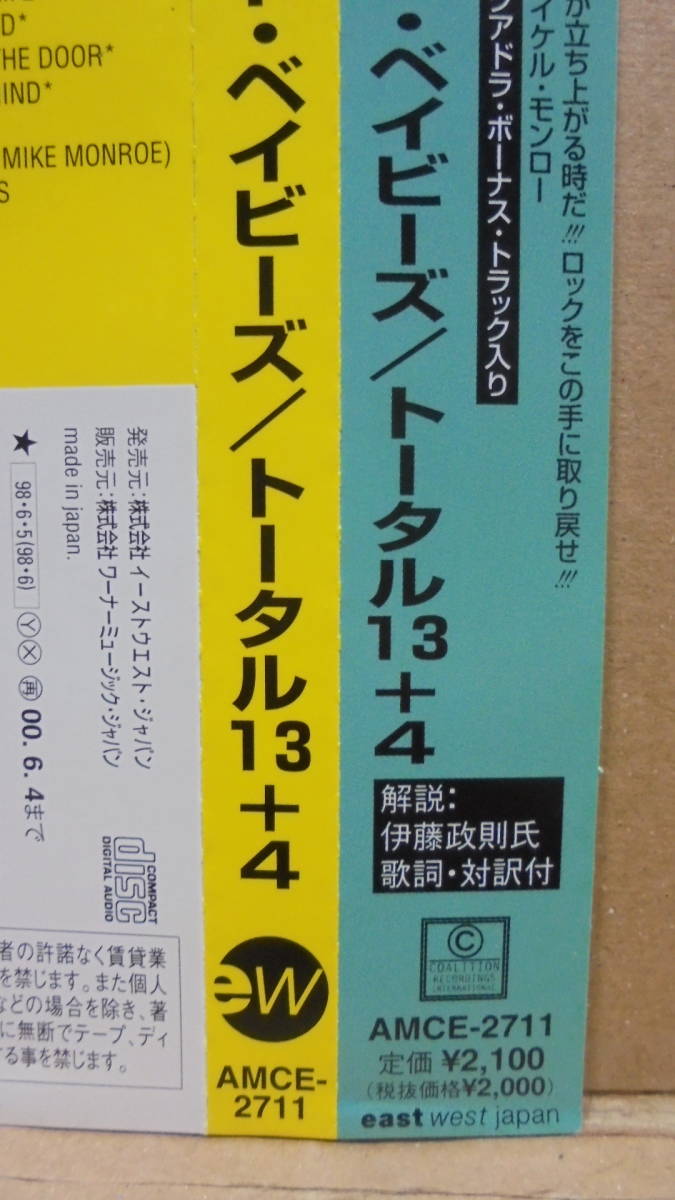 D*
THE DOOR*
MIND*
(MIKE MONROE)
S
発売元:株式会社 イーストウエスト・ジャパン
販売元:株式会社 ワーナーミュージック・ジャパン
made in japan.
★ 98・6・5(98・6) Ⓨ Ⓧ ㊞ 00.6.4まで
COMPACT
disc
DIGITAL AUDIO
者の許諾なく賃貸業
を禁じます。また個人
などの場合を除き、著
に無断でテープ、ディ
する事を禁じます。
・ベイビーズ/トータル13+4
ew
AMCE-
2711
・ベイビーズ/トータル13+4
解説:
伊藤政則氏
歌詞・対訳付
©
COALITION
RECORDINGS
INTERNATIONAL
AMCE-2711
定価 ¥2,100
(税抜価格¥2,000)
east west japan
アドラ・ボーナス・トラック入り
が立ち上がる時だ!!!ロックをこの手に取り戻せ!!!
イケル・モンロー